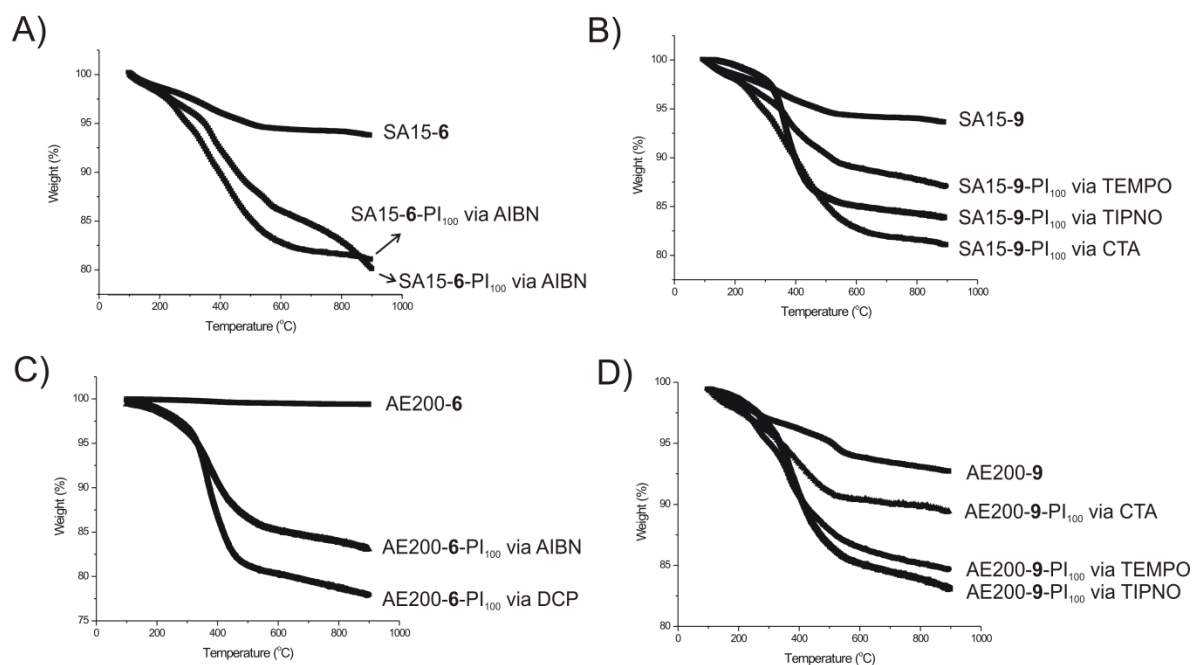 A)
100
95
90
85
80
Weight (%)
0 200 400 600 800 1000
Temperature (°C)
SA15-6
SA15-6-PI₁₀₀ via AIBN
SA15-6-PI₁₀₀ via AIBN
B)
100
95
90
85
80
Weight (%)
0 200 400 600 800 1000
Temperature (°C)
SA15-9
SA15-9-PI₁₀₀ via TEMPO
SA15-9-PI₁₀₀ via TIPNO
SA15-9-PI₁₀₀ via CTA
C)
100
95
90
85
80
75
Weight (%)
0 200 400 600 800 1000
Temperature (°C)
AE200-6
AE200-6-PI₁₀₀ via AIBN
AE200-6-PI₁₀₀ via DCP
D)
100
95
90
85
80
Weight (%)
0 200 400 600 800 1000
Temperature (°C)
AE200-9
AE200-9-PI₁₀₀ via CTA
AE200-9-PI₁₀₀ via TEMPO
AE200-9-PI₁₀₀ via TIPNO